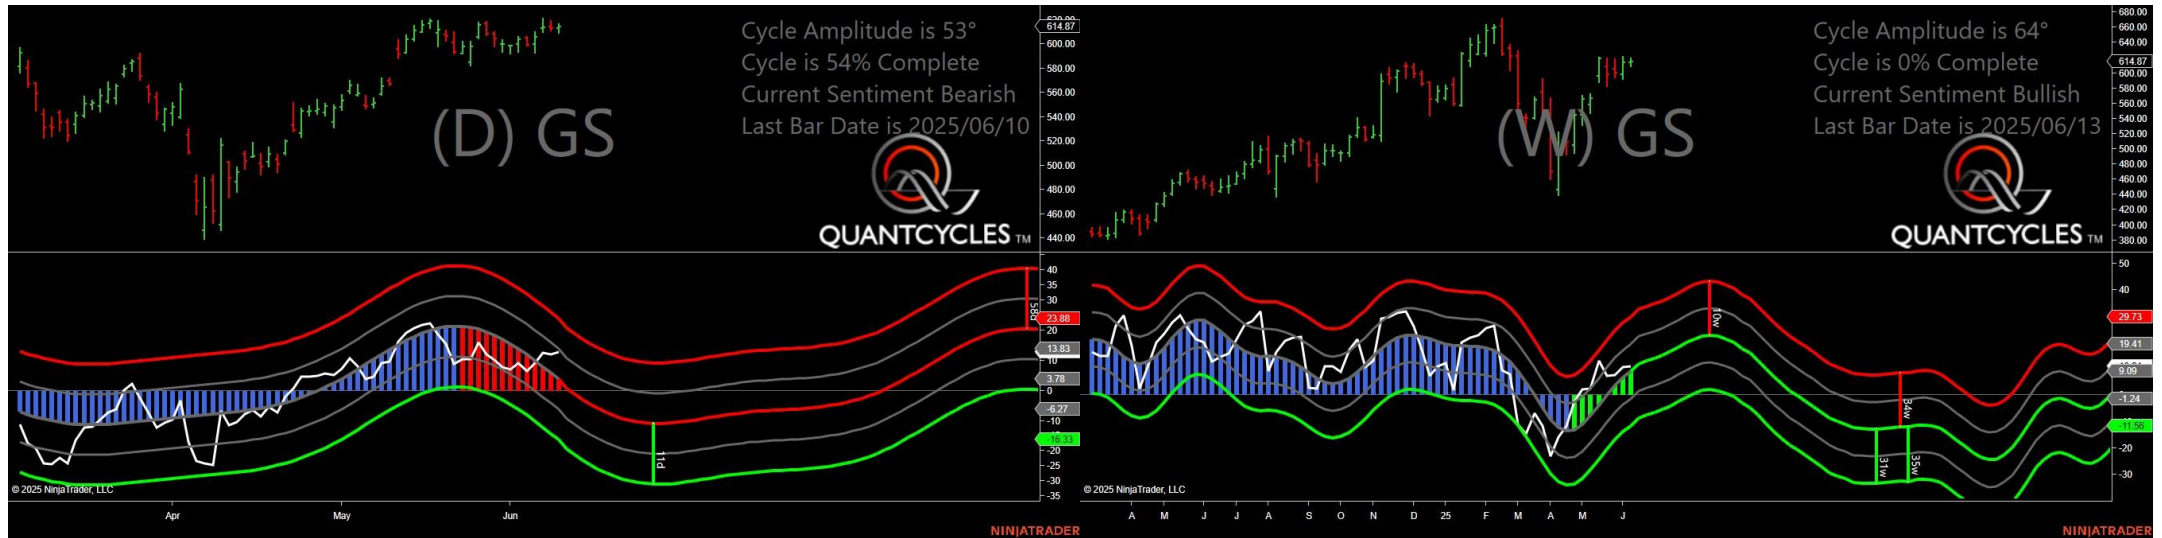 Cycle Amplitude is 53°
Cycle is 54% Complete
Current Sentiment Bearish
Last Bar Date is 2025/06/10
(D) GS
QUANTCYCLES TM
614.87
600.00
580.00
560.00
540.00
520.00
500.00
480.00
460.00
440.00
40
35
30
58d
23.88
20
13.83
10
3.78
0
-6.27
-10
-16.33
-20
-25
-30
-35
11d
© 2025 NinjaTrader, LLC
Apr May Jun
NINJATRADER
Cycle Amplitude is 64°
Cycle is 0% Complete
Current Sentiment Bullish
Last Bar Date is 2025/06/13
(W) GS
QUANTCYCLES TM
680.00
660.00
640.00
614.87
600.00
580.00
560.00
540.00
520.00
500.00
480.00
460.00
440.00
420.00
400.00
380.00
50
40
29.73
19.41
9.09
-1.24
-11.56
-20
-30
10w
34w
31w
35w
© 2025 NinjaTrader, LLC
A M J J A S O N D 25 F M A M J
NINJATRADER